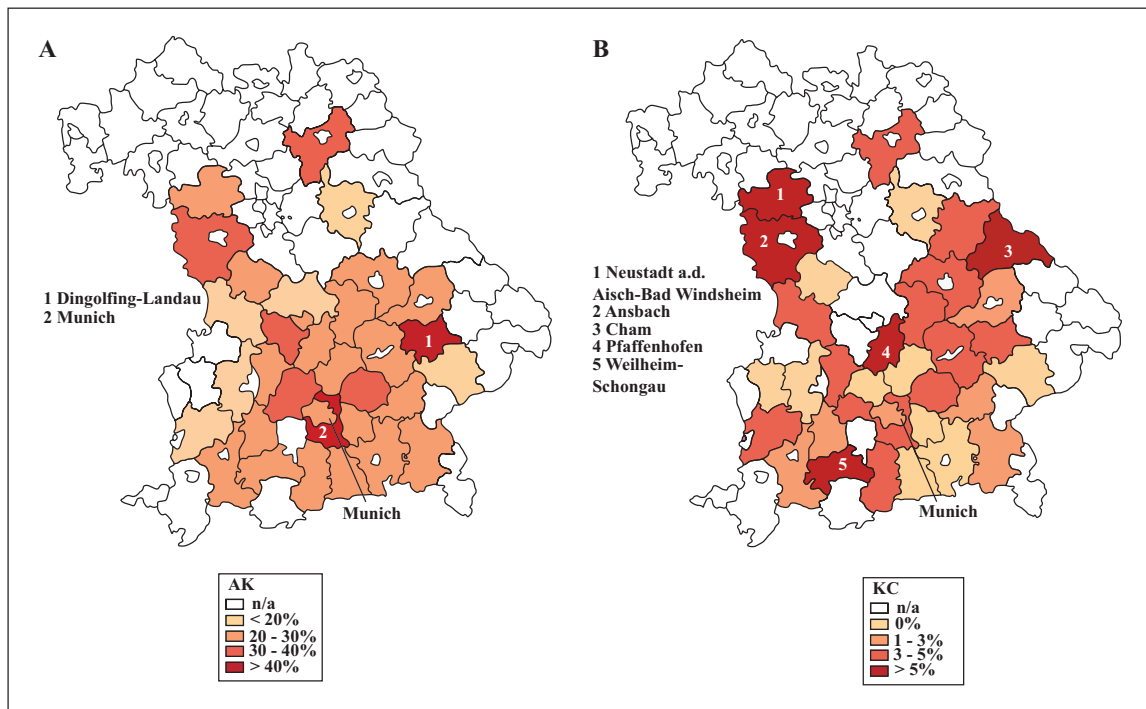 A
1
2
1 Dingolfing-Landau
2 Munich
Munich
AK
n/a
< 20%
20 - 30%
30 - 40%
> 40%
B
1
2
3
4
5
1 Neustadt a.d.
Aisch-Bad Windsheim
2 Ansbach
3 Cham
4 Pfaffenhofen
5 Weilheim-
Schongau
Munich
KC
n/a
0%
1 - 3%
3 - 5%
> 5%